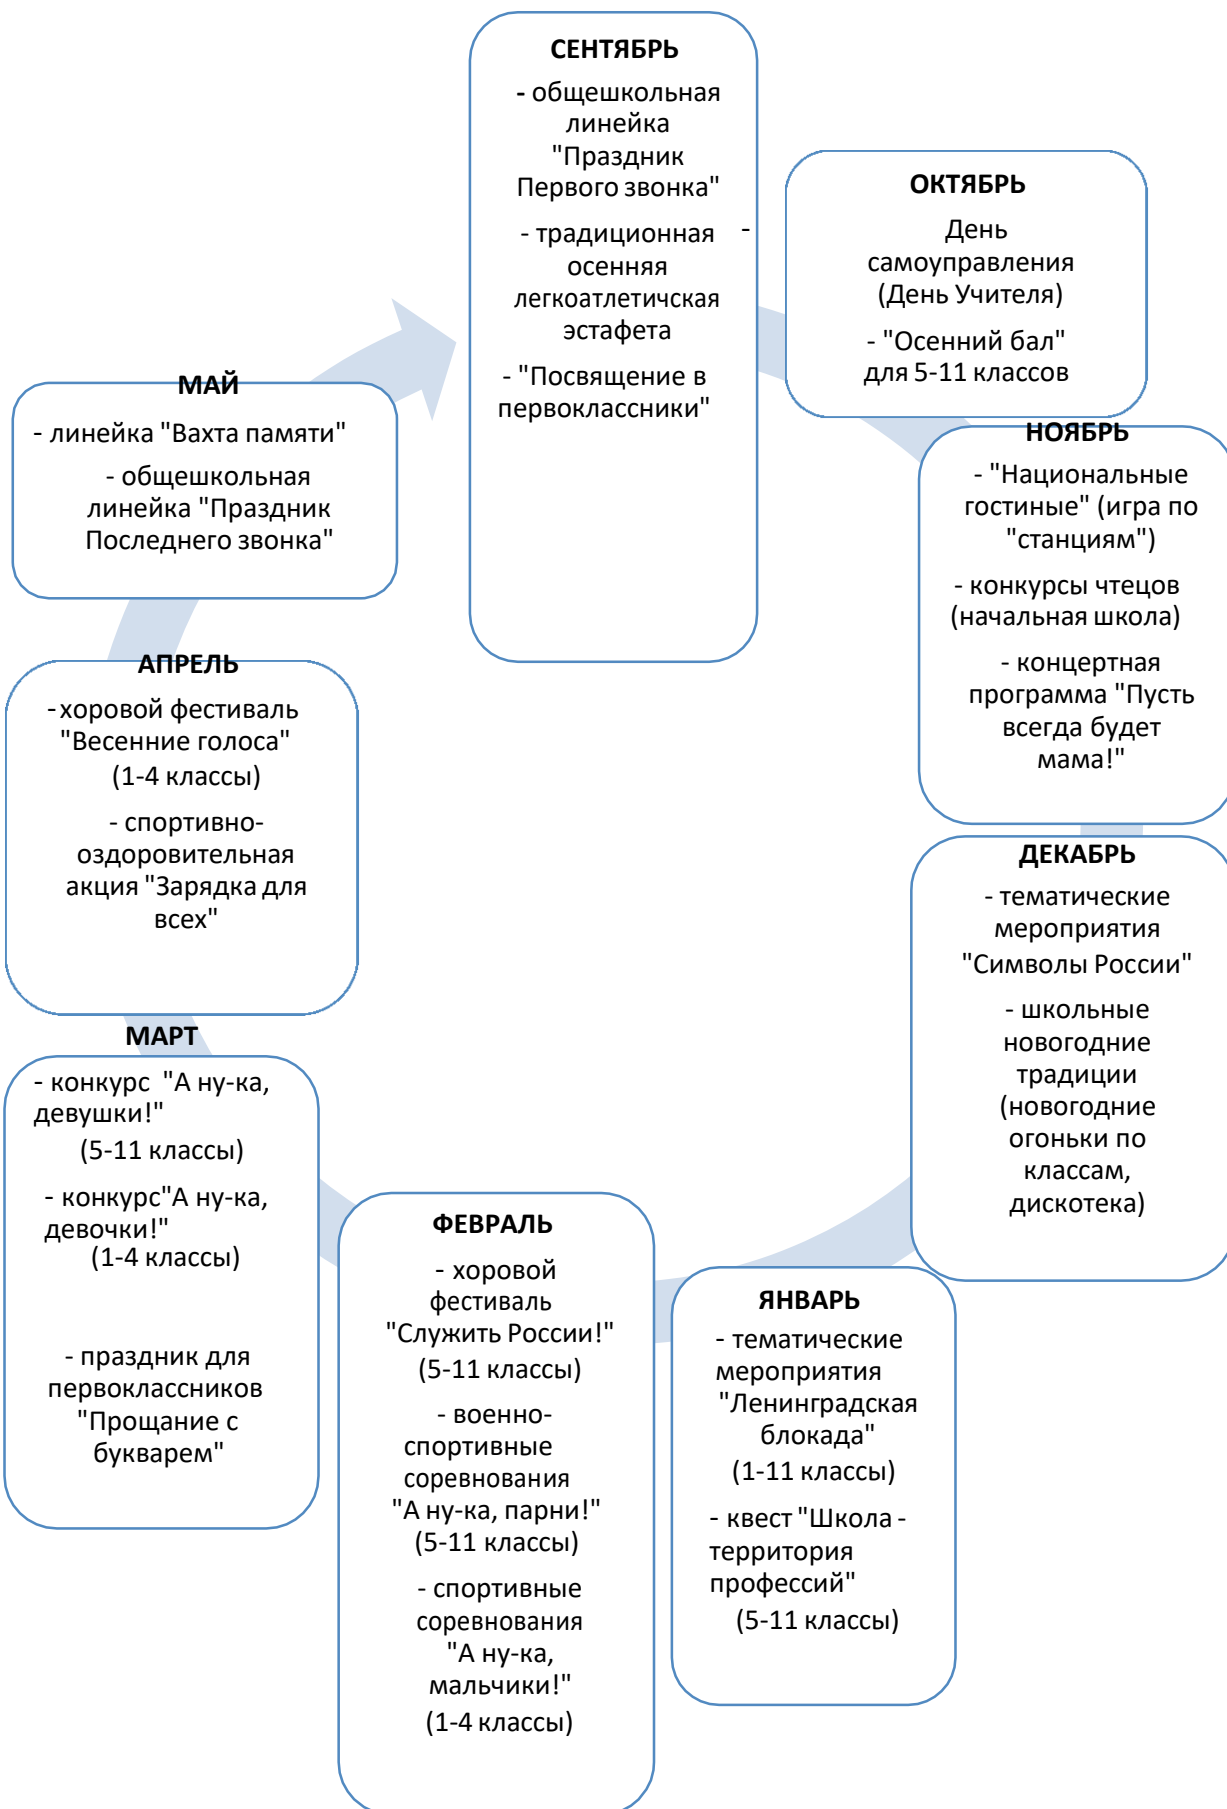 СЕНТЯБРЬ
- общешкольная
линейка
"Праздник
Первого звонка"
- традиционная
осенняя
легкоатлетичская
эстафета
- "Посвящение в
первоклассники"
ОКТЯБРЬ
-
День
самоуправления
(День Учителя)
- "Осенний бал"
для 5-11 классов
НОЯБРЬ
- "Национальные
гостиные" (игра по
"станциям")
- конкурсы чтецов
(начальная школа)
- концертная
программа "Пусть
всегда будет
мама!"
ДЕКАБРЬ
- тематические
мероприятия
"Символы России"
- школьные
новогодние
традиции
(новогодние
огоньки по
классам,
дискотека)
ЯНВАРЬ
- тематические
мероприятия
"Ленинградская
блокада"
(1-11 классы)
- квест "Школа -
территория
профессий"
(5-11 классы)
ФЕВРАЛЬ
- хоровой
фестиваль
"Служить России!"
(5-11 классы)
- военно-
спортивные
соревнования
"А ну-ка, парни!"
(5-11 классы)
- спортивные
соревнования
"А ну-ка,
мальчики!"
(1-4 классы)
МАРТ
- конкурс "А ну-ка,
девушки!"
(5-11 классы)
- конкурс"А ну-ка,
девочки!"
(1-4 классы)
- праздник для
первоклассников
"Прощание с
букварем"
АПРЕЛЬ
-хоровой фестиваль
"Весенние голоса"
(1-4 классы)
- спортивно-
оздоровительная
акция "Зарядка для
всех"
МАЙ
- линейка "Вахта памяти"
- общешкольная
линейка "Праздник
Последнего звонка"